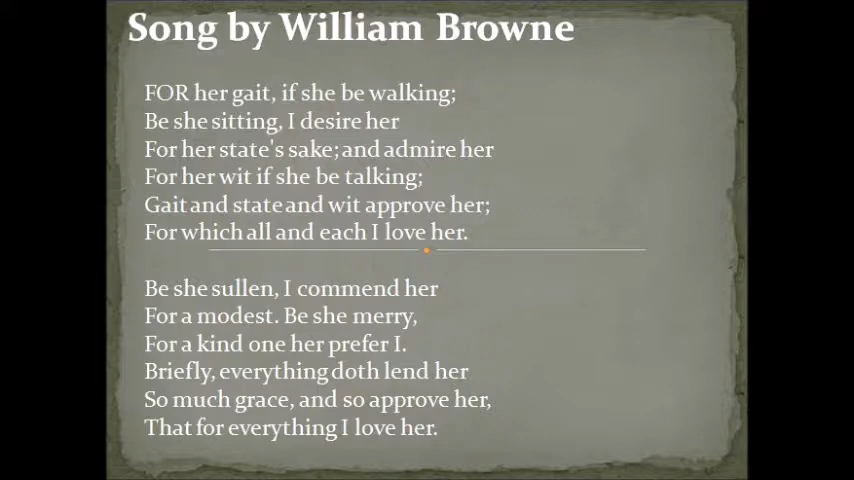 Song by William Browne
FOR her gait, if she be walking;
Be she sitting, I desire her
For her state's sake; and admire her
For her wit if she be talking;
Gait and state and wit approve her;
For which all and each I love her.
Be she sullen, I commend her
For a modest. Be she merry,
For a kind one her prefer I.
Briefly, everything doth lend her
So much grace, and so approve her,
That for everything I love her.